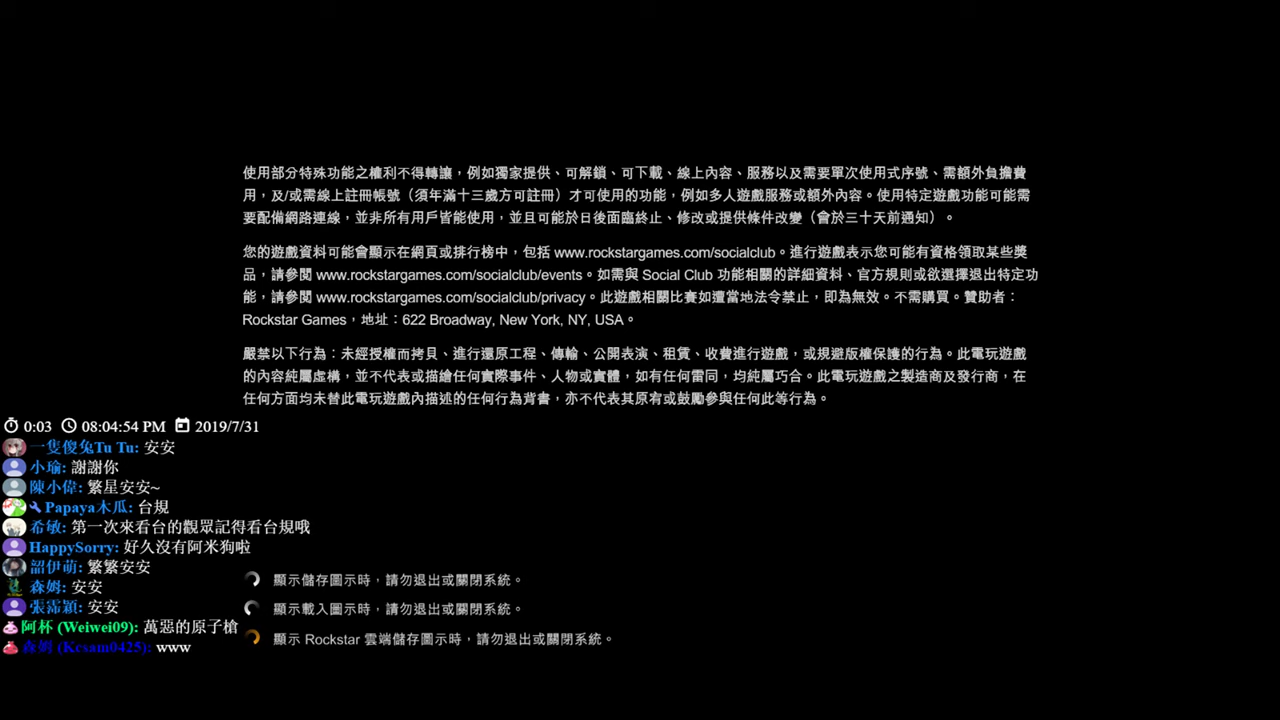 使用部分特殊功能之權利不得轉讓，例如獨家提供、可解鎖、可下載、線上內容、服務以及需要單次使用式序號、需額外負擔費
用，及/或需線上註冊帳號（須年滿十三歲方可註冊）才可使用的功能，例如多人遊戲服務或額外內容。使用特定遊戲功能可能需
要配備網路連線，並非所有用戶皆能使用，並且可能於日後面臨終止、修改或提供條件改變（會於三十天前通知）。
您的遊戲資料可能會顯示在網頁或排行榜中，包括 www.rockstargames.com/socialclub。進行遊戲表示您可能有資格領取某些獎
品，請參閱 www.rockstargames.com/socialclub/events。如需與 Social Club 功能相關的詳細資料、官方規則或欲選擇退出特定功
能，請參閱 www.rockstargames.com/socialclub/privacy。此遊戲相關比賽如遭當地法令禁止，即為無效。不需購買。贊助者：
Rockstar Games，地址：622 Broadway, New York, NY, USA。
嚴禁以下行為：未經授權而拷貝、進行還原工程、傳輸、公開表演、租賃、收費進行遊戲，或規避版權保護的行為。此電玩遊戲
的內容純屬虛構，並不代表或描繪任何實際事件、人物或實體，如有任何雷同，均純屬巧合。此電玩遊戲之製造商及發行商，在
任何方面均未替此電玩遊戲內描述的任何行為背書，亦不代表其原宥或鼓勵參與任何此等行為。
0:03 08:04:54 PM 2019/7/31
一隻傻兔Tu Tu: 安安
小瑜: 謝謝你
陳小偉: 繁星安安~
Papaya木瓜: 台規
希敏: 第一次來看台的觀眾記得看台規哦
HappySorry: 好久沒有阿米狗啦
韶伊萌: 繁繁安安
顯示儲存圖示時，請勿退出或關閉系統。
森姆: 安安
張霈穎: 安安
顯示載入圖示時，請勿退出或關閉系統。
阿杯 (Weiwei09): 萬惡的原子槍
顯示 Rockstar 雲端儲存圖示時，請勿退出或關閉系統。
森姆 (Kesam0425): www